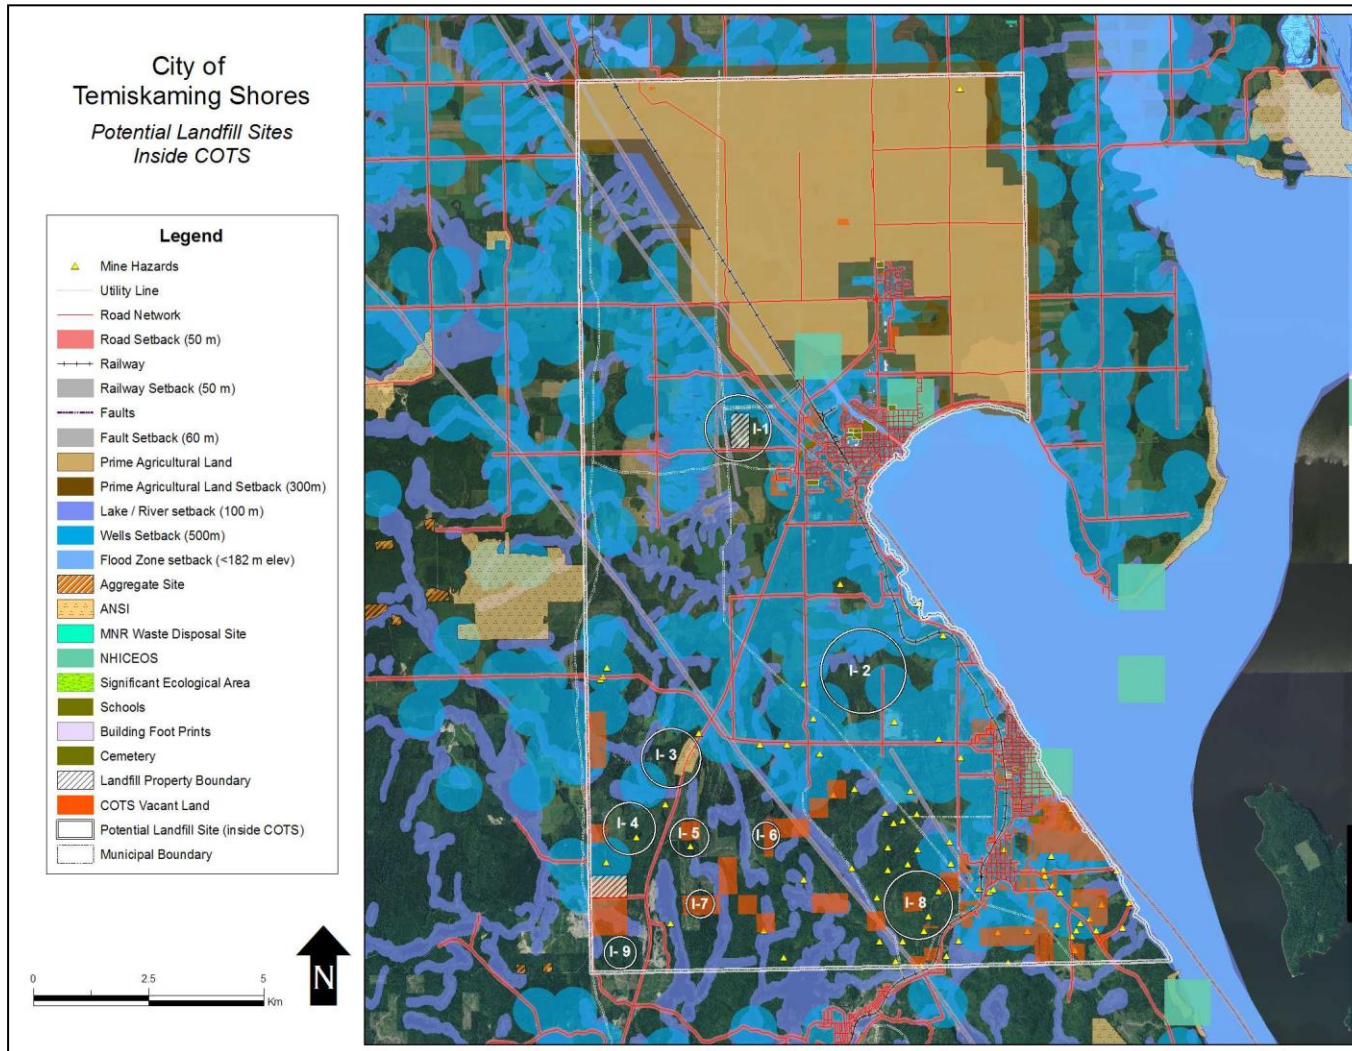 City of
Temiskaming Shores
Potential Landfill Sites
Inside COTS
Legend
Mine Hazards
Utility Line
Road Network
Road Setback (50 m)
Railway
Railway Setback (50 m)
Faults
Fault Setback (60 m)
Prime Agricultural Land
Prime Agricultural Land Setback (300m)
Lake / River setback (100 m)
Wells Setback (500m)
Flood Zone setback (<182 m elev)
Aggregate Site
ANSI
MNR Waste Disposal Site
NHICEOS
Significant Ecological Area
Schools
Building Foot Prints
Cemetery
Landfill Property Boundary
COTS Vacant Land
Potential Landfill Site (inside COTS)
Municipal Boundary
0 2.5 5
Km
N
I-1
I- 2
I- 3
I- 4
I- 5
I- 6
I-7
I- 8
I- 9